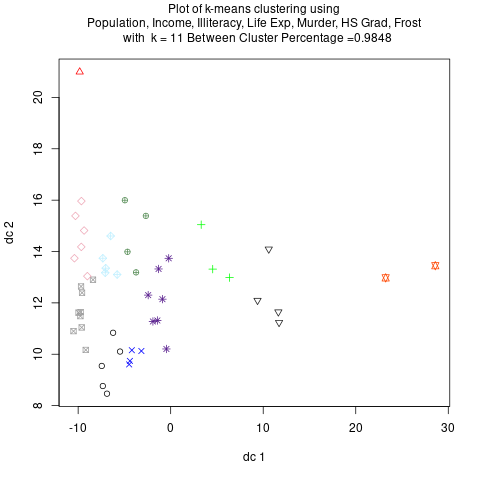 Plot of k-means clustering using
Population, Income, Illiteracy, Life Exp, Murder, HS Grad, Frost
with k = 11 Between Cluster Percentage =0.9848
dc 2
20
18
16
14
12
10
8
-10
0
10
20
30
dc 1